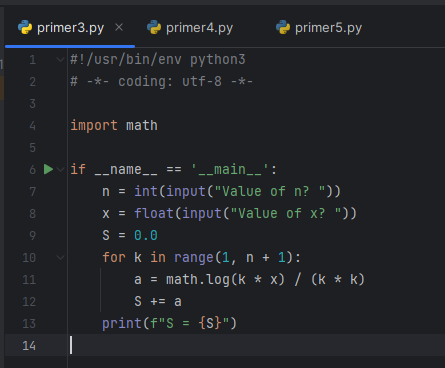 primer3.py × primer4.py primer5.py
1 #!/usr/bin/env python3
2 # -*- coding: utf-8 -*-
3
4 import math
5
6 if __name__ == '__main__':
7     n = int(input("Value of n? "))
8     x = float(input("Value of x? "))
9     S = 0.0
10     for k in range(1, n + 1):
11         a = math.log(k * x) / (k * k)
12         S += a
13     print(f"S = {S}")
14